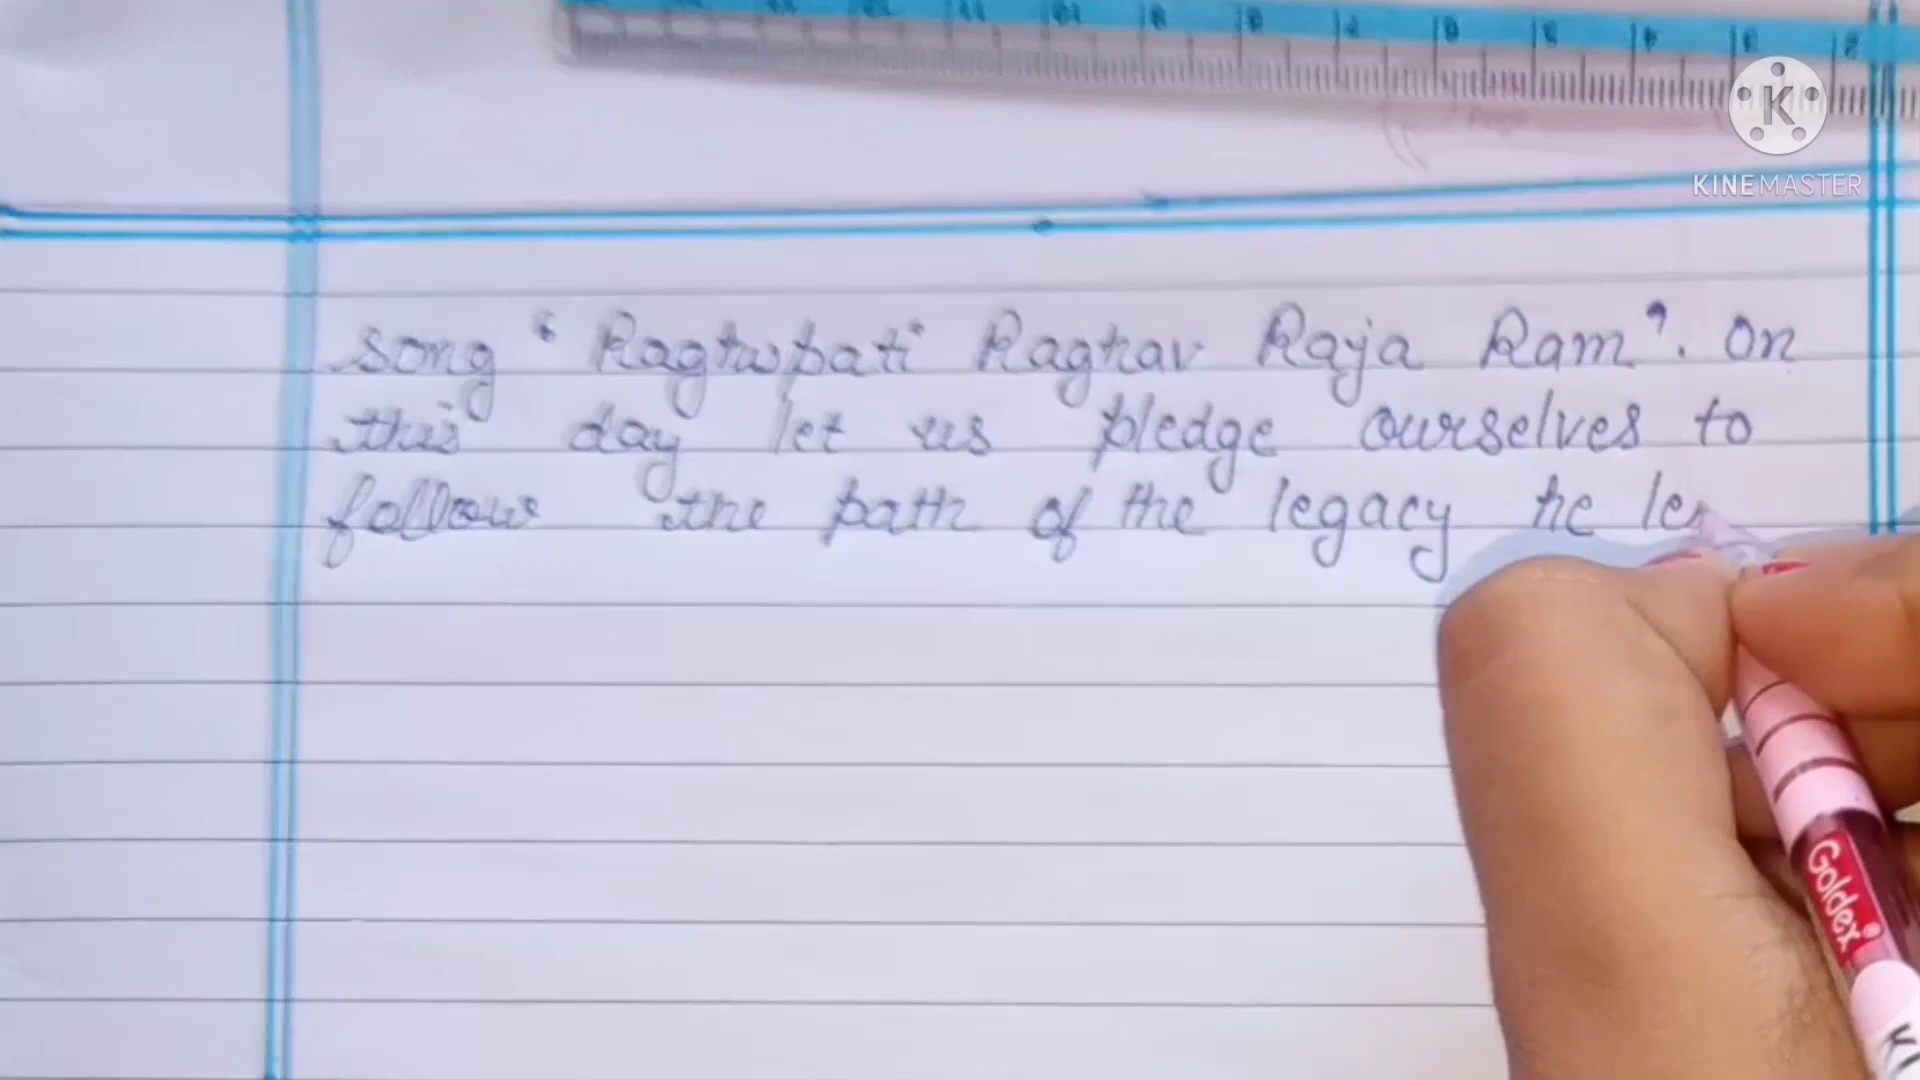 KINEMASTER
song "Raghupati Raghav Raja Ram". On
this day let us pledge ourselves to
follow the path of the legacy he
Goldex